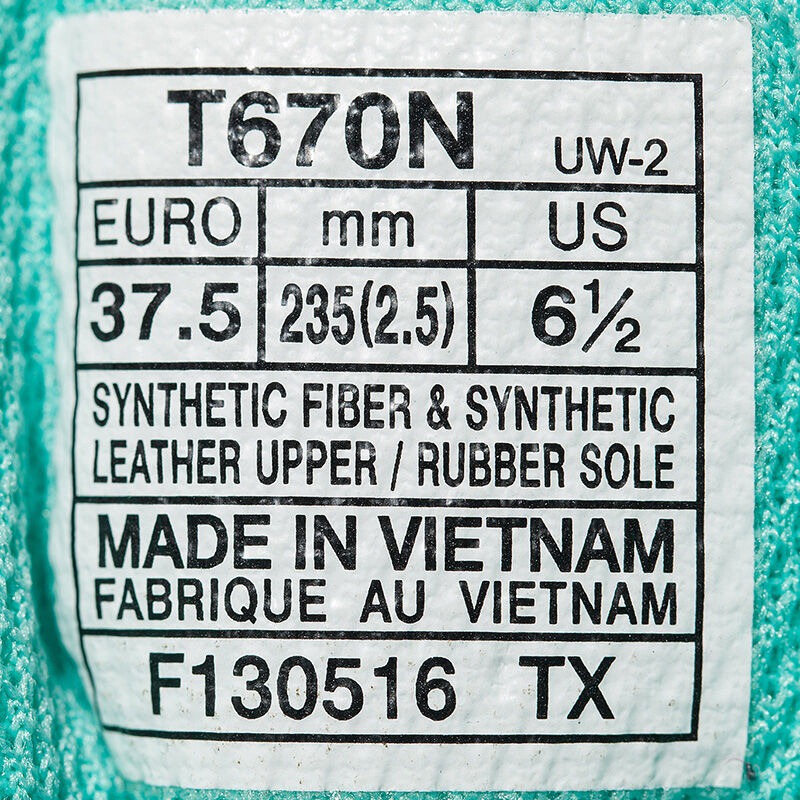 T670N UW-2
EURO mm US
37.5 235(2.5) 6½
SYNTHETIC FIBER & SYNTHETIC
LEATHER UPPER / RUBBER SOLE
MADE IN VIETNAM
FABRIQUE AU VIETNAM
F130516 TX